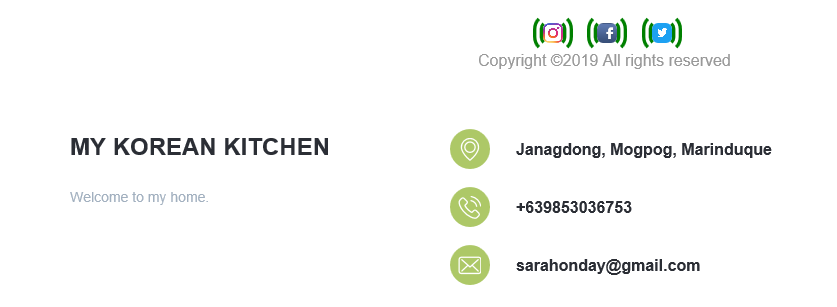 Copyright ©2019 All rights reserved
MY KOREAN KITCHEN
Welcome to my home.
Janagdong, Mogpog, Marinduque
+639853036753
sarahonday@gmail.com